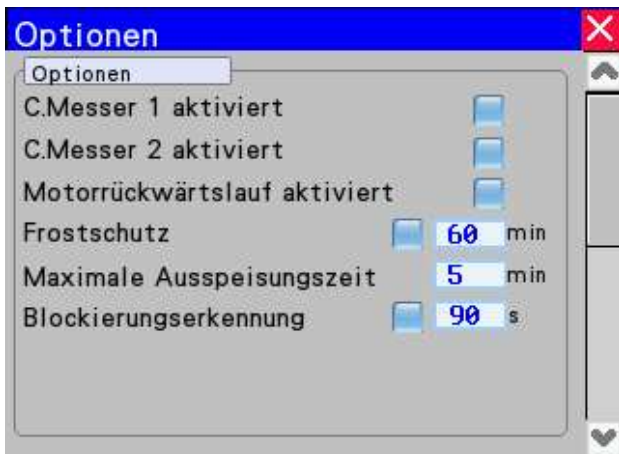 Optionen
Optionen
C.Messer 1 aktiviert
C.Messer 2 aktiviert
Motorrückwärtslauf aktiviert
Frostschutz 60 min
Maximale Ausspeisungszeit 5 min
Blockierungserkennung 90 s